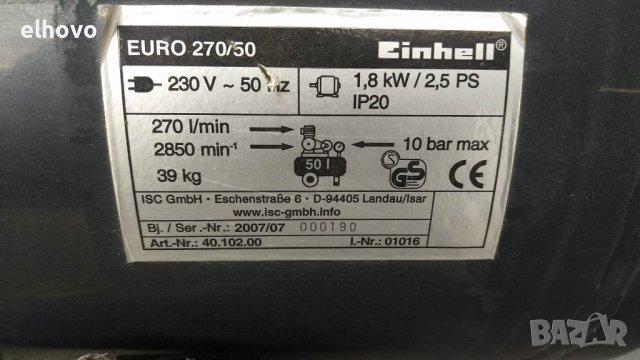 elhovo
EURO 270/50
Einhell®
230 V ~ 50 Hz
1,8 kW / 2,5 PS
IP20
270 l/min
2850 min⁻¹
39 kg
50 l
10 bar max
S
GS
CE
ISC GmbH · Eschenstraße 6 · D-94405 Landau/Isar
www.isc-gmbh.info
Bj. / Ser.-Nr.: 2007/07 000190
Art.-Nr.: 40.102.00 I.-Nr.: 01016
BAZAR